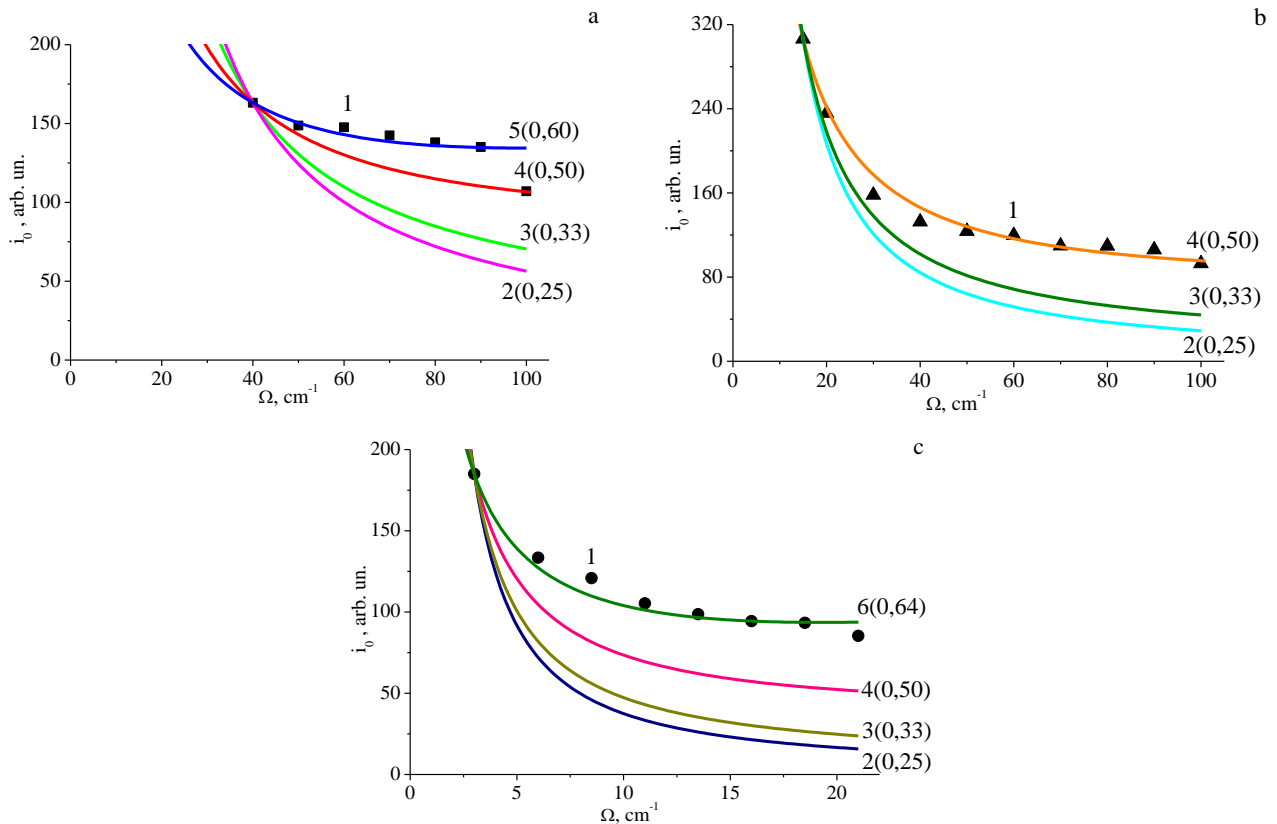 a
200
150
100
50
0
i₀ , arb. un.
1
5(0,60)
4(0,50)
3(0,33)
2(0,25)
0 20 40 60 80 100
Ω, cm⁻¹
b
320
240
160
80
0
i₀ , arb. un.
1
4(0,50)
3(0,33)
2(0,25)
0 20 40 60 80 100
Ω, cm⁻¹
c
200
150
100
50
0
i₀ , arb. un.
1
6(0,64)
4(0,50)
3(0,33)
2(0,25)
0 5 10 15 20
Ω, cm⁻¹